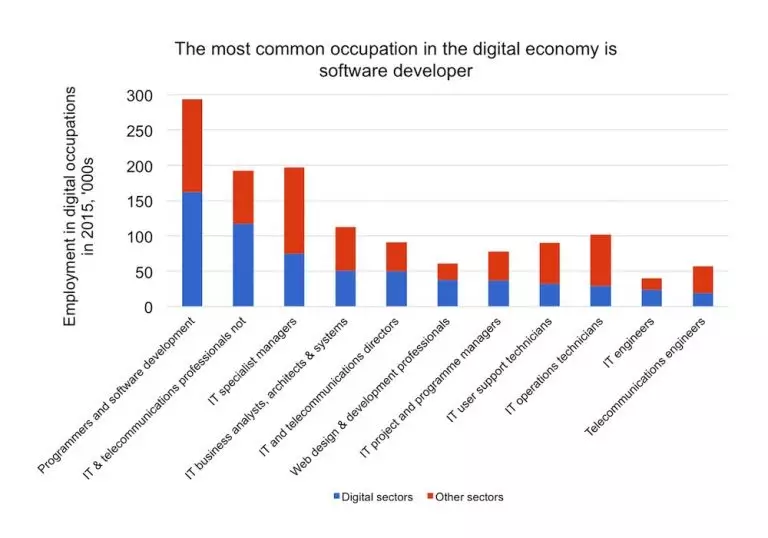 The most common occupation in the digital economy is
software developer
Employment in digital occupations
in 2015, '000s
300
250
200
150
100
50
0
Programmers and software development
IT & telecommunications professionals not
IT specialist managers
IT business analysts, architects & systems
IT and telecommunications directors
Web design & development professionals
IT project and programme managers
IT user support technicians
IT operations technicians
IT engineers
Telecommunications engineers
Digital sectors
Other sectors